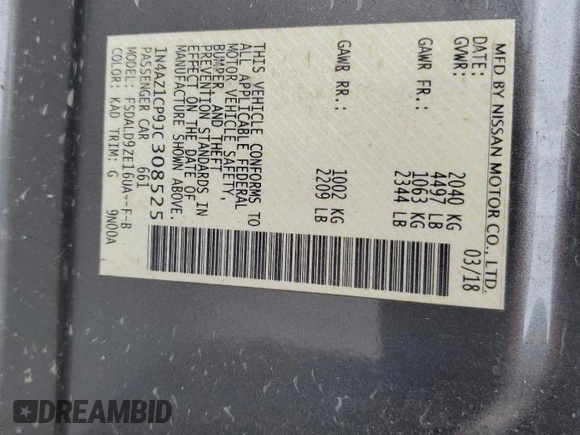 MFD BY NISSAN MOTOR CO., LTD.
DATE: 03/18
GVWR: 2040 KG
4497 LB
GAWR FR.: 1063 KG
2344 LB
GAWR RR.: 1002 KG
2209 LB
THIS VEHICLE CONFORMS TO
ALL APPLICABLE FEDERAL
MOTOR VEHICLE SAFETY,
BUMPER, AND THEFT
PREVENTION STANDARDS IN
EFFECT ON THE DATE OF
MANUFACTURE SHOWN ABOVE.
1N4AZ1CP9JC308525
PASSENGER CAR 661
MODEL: FSDALD9ZE16UA--F-B
COLOR: KAD TRIM: G 9N00A
DREAMBID